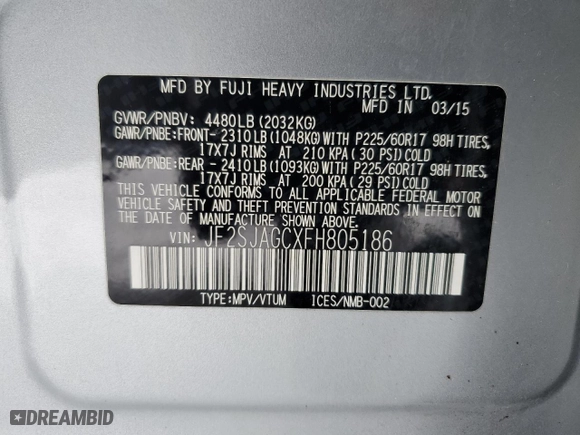 MFD BY FUJI HEAVY INDUSTRIES LTD.
MFD IN 03/15
GVWR/PNBV: 4480LB (2032KG)
GAWR/PNBE:FRONT- 2310LB (1048KG) WITH P225/60R17 98H TIRES,
17X7J RIMS AT 210 KPA (30 PSI) COLD
GAWR/PNBE:REAR - 2410LB (1093KG) WITH P225/60R17 98H TIRES,
17X7J RIMS AT 200 KPA (29 PSI) COLD
THIS VEHICLE CONFORMS TO ALL APPLICABLE FEDERAL MOTOR
VEHICLE SAFETY AND THEFT PREVENTION STANDARDS IN EFFECT ON
THE DATE OF MANUFACTURE SHOWN ABOVE.
VIN: JF2SJAGCXFH805186
TYPE:MPV/VTUM ICES/NMB-002
DREAMBID